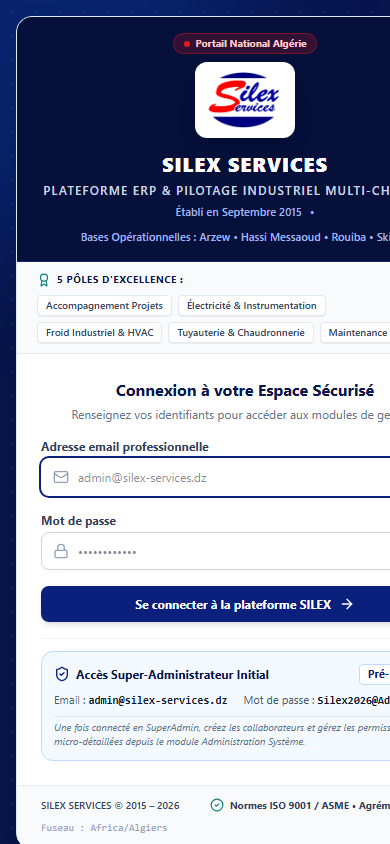 Portail National Algérie
Silex
Services
SILEX SERVICES
PLATEFORME ERP & PILOTAGE INDUSTRIEL MULTI-CH
Établi en Septembre 2015 •
Bases Opérationnelles : Arzew • Hassi Messaoud • Rouiba • Ski
5 PÔLES D'EXCELLENCE :
Accompagnement Projets
Électricité & Instrumentation
Froid Industriel & HVAC
Tuyauterie & Chaudronnerie
Maintenance
Connexion à votre Espace Sécurisé
Renseignez vos identifiants pour accéder aux modules de ge
Adresse email professionnelle
admin@silex-services.dz
Mot de passe
••••••••••••
Se connecter à la plateforme SILEX →
Accès Super-Administrateur Initial
Pré-
Email : admin@silex-services.dz Mot de passe : Silex2026@Ad
Une fois connecté en SuperAdmin, créez les collaborateurs et gérez les permiss
micro-détaillées depuis le module Administration Système.
SILEX SERVICES © 2015 – 2026
Normes ISO 9001 / ASME • Agrém
Fuseau : Africa/Algiers